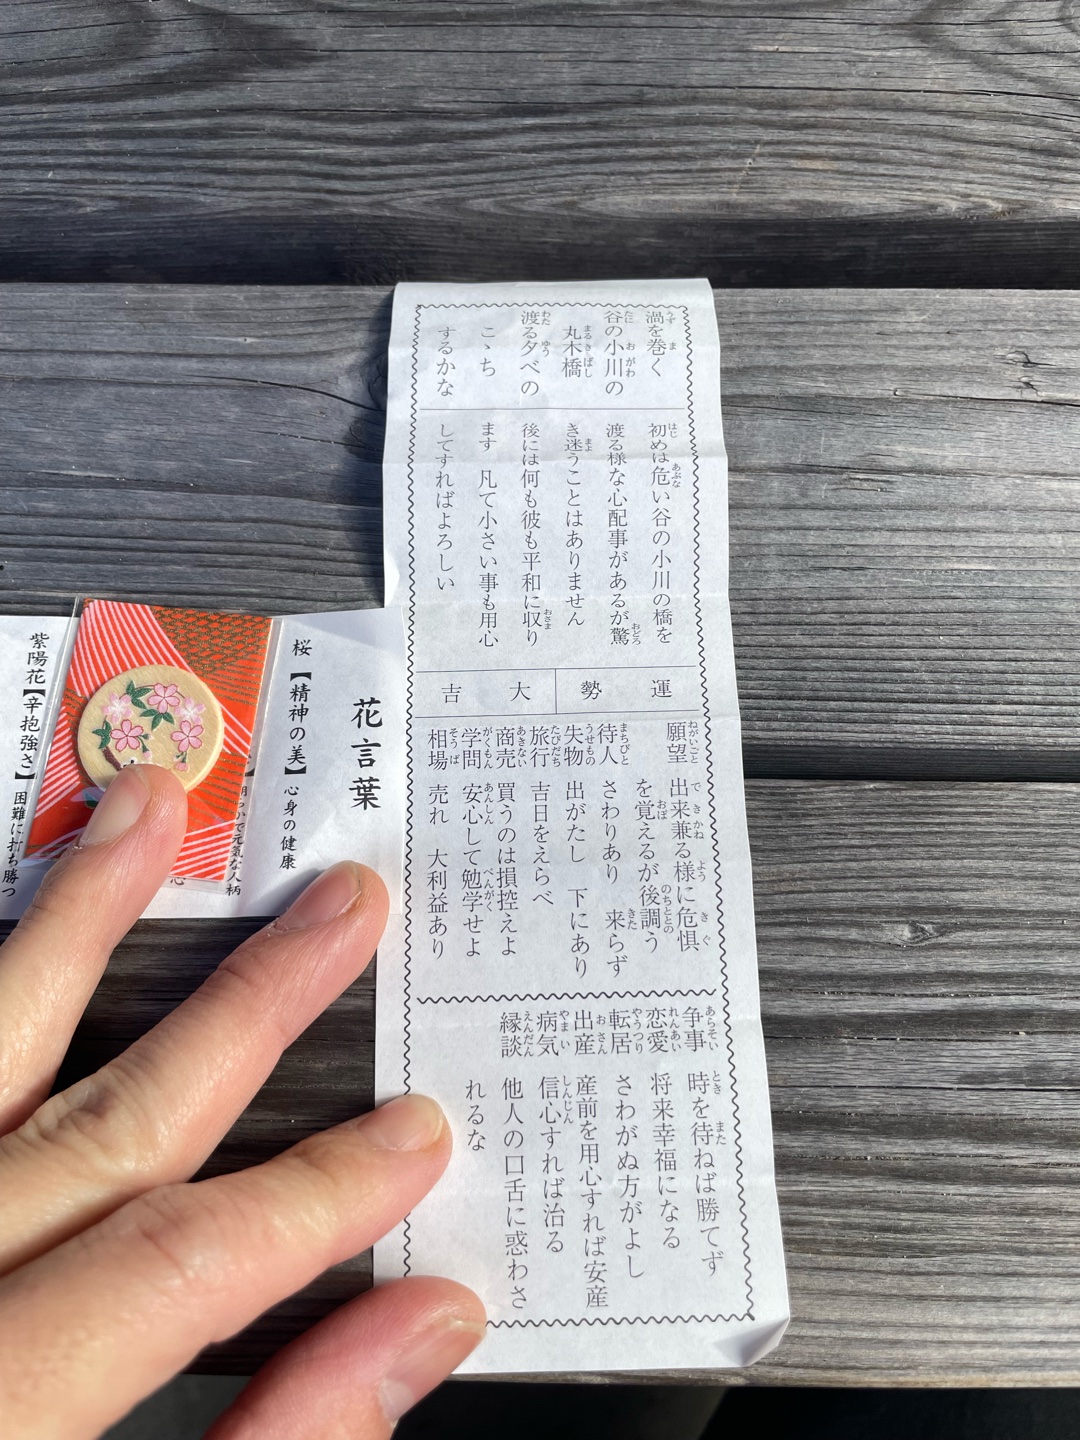 渦を巻く
谷の小川の
丸木橋
渡る夕べの
こゝち
するかな
初めは危い谷の小川の橋を
渡る様な心配事があるが驚
き迷うことはありません
後には何も彼も平和に収り
ます 凡て小さい事も用心
してすればよろしい
運勢 大吉
願望 出来兼る様に危惧
を覚えるが後調う
待人 さわりあり 来らず
失物 出がたし 下にあり
旅行 吉日をえらべ
商売 買うのは損控えよ
学問 安心して勉学せよ
相場 売れ 大利益あり
争事 時を待ねば勝てず
恋愛 将来幸福になる
転居 さわがぬ方がよし
出産 産前を用心すれば安産
病気 信心すれば治る
縁談 他人の口舌に惑わさ
れるな
花言葉
桜【精神の美】心身の健康
かで元気な人柄
紫陽花【辛抱強さ】困難に打ち勝つ